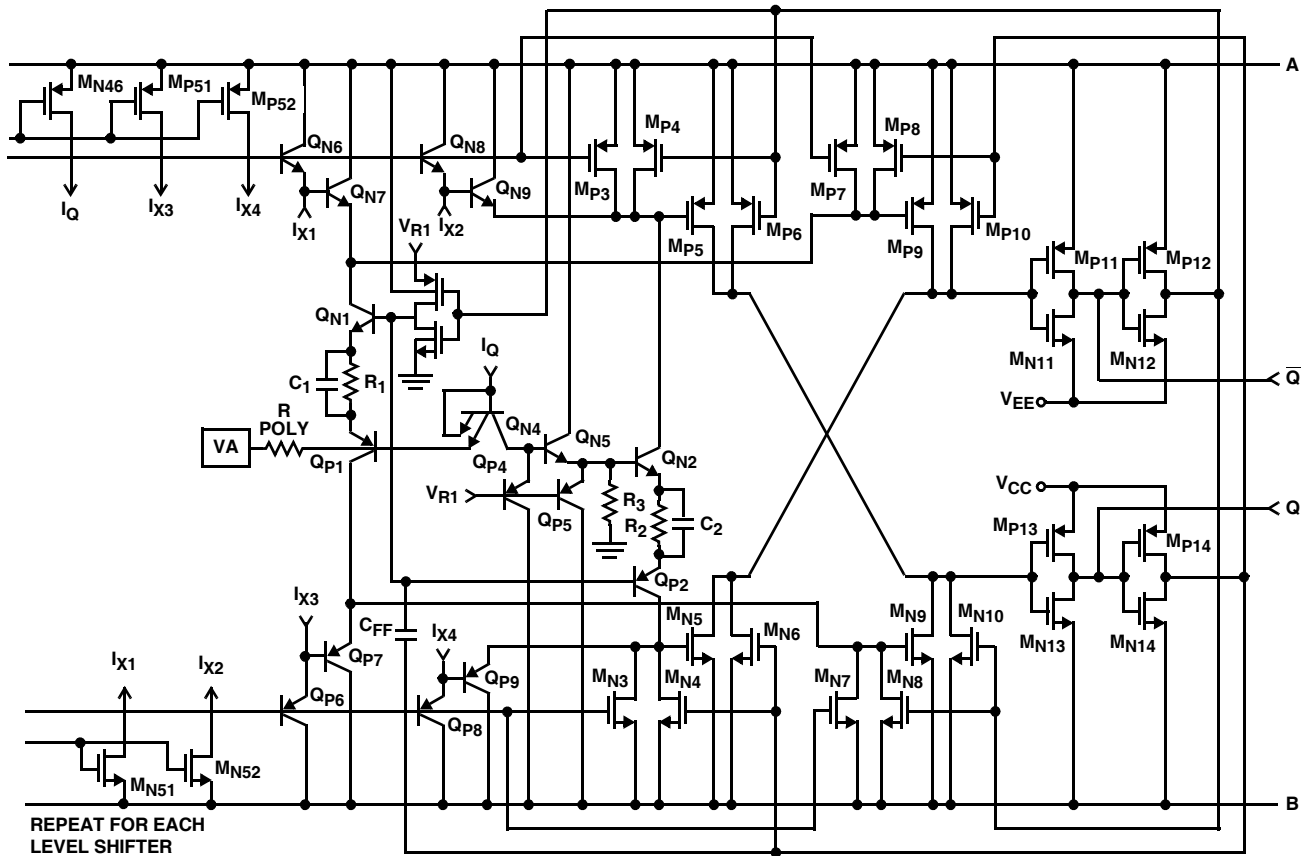 A
MN46
MP51
MP52
MP4
MP8
QN6
QN8
QN7
QN9
MP3
MP7
IQ
IX3
IX4
IX1
VR1
IX2
MP5
MP6
MP9
MP10
MP11
MP12
QN1
MN11
MN12
Q
C1
R1
IQ
VEE
R
POLY
QN4
QN5
VA
QP1
QP4
QN2
VR1
R3
VCC
Q
QP5
R2
C2
MP13
MP14
QP2
IX3
CFF
IX4
MN5
MN6
MN9
MN10
MN13
MN14
IX1
IX2
QP7
QP9
MN3
MN4
MN7
MN8
QP6
QP8
MN51
MN52
B
REPEAT FOR EACH
LEVEL SHIFTER